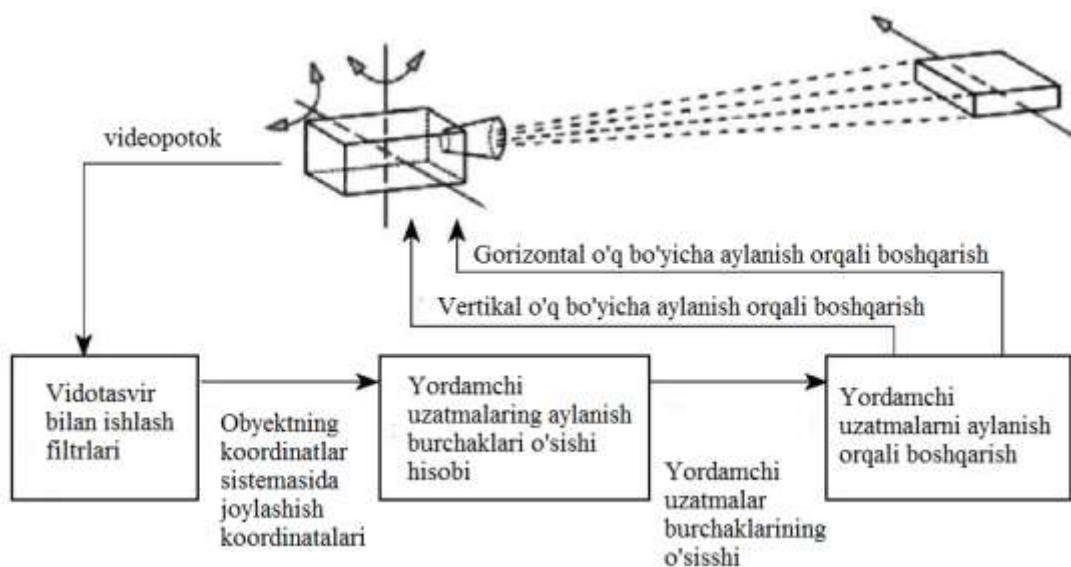 videopotok
Gorizontal o'q bo'yicha aylanish orqali boshqarish
Vertikal o'q bo'yicha aylanish orqali boshqarish
Vidotasvir
bilan ishlash
filtrlari
Obyektning
koordinatlar
sistemasida
joylashish
koordinatalari
Yordamchi
uzatmalaring aylanish
burchaklari o'sishi
hisobi
Yordamchi
uzatmalar
burchaklarining
o'sisshi
Yordamchi
uzatmalarni aylanish
orqali boshqarish